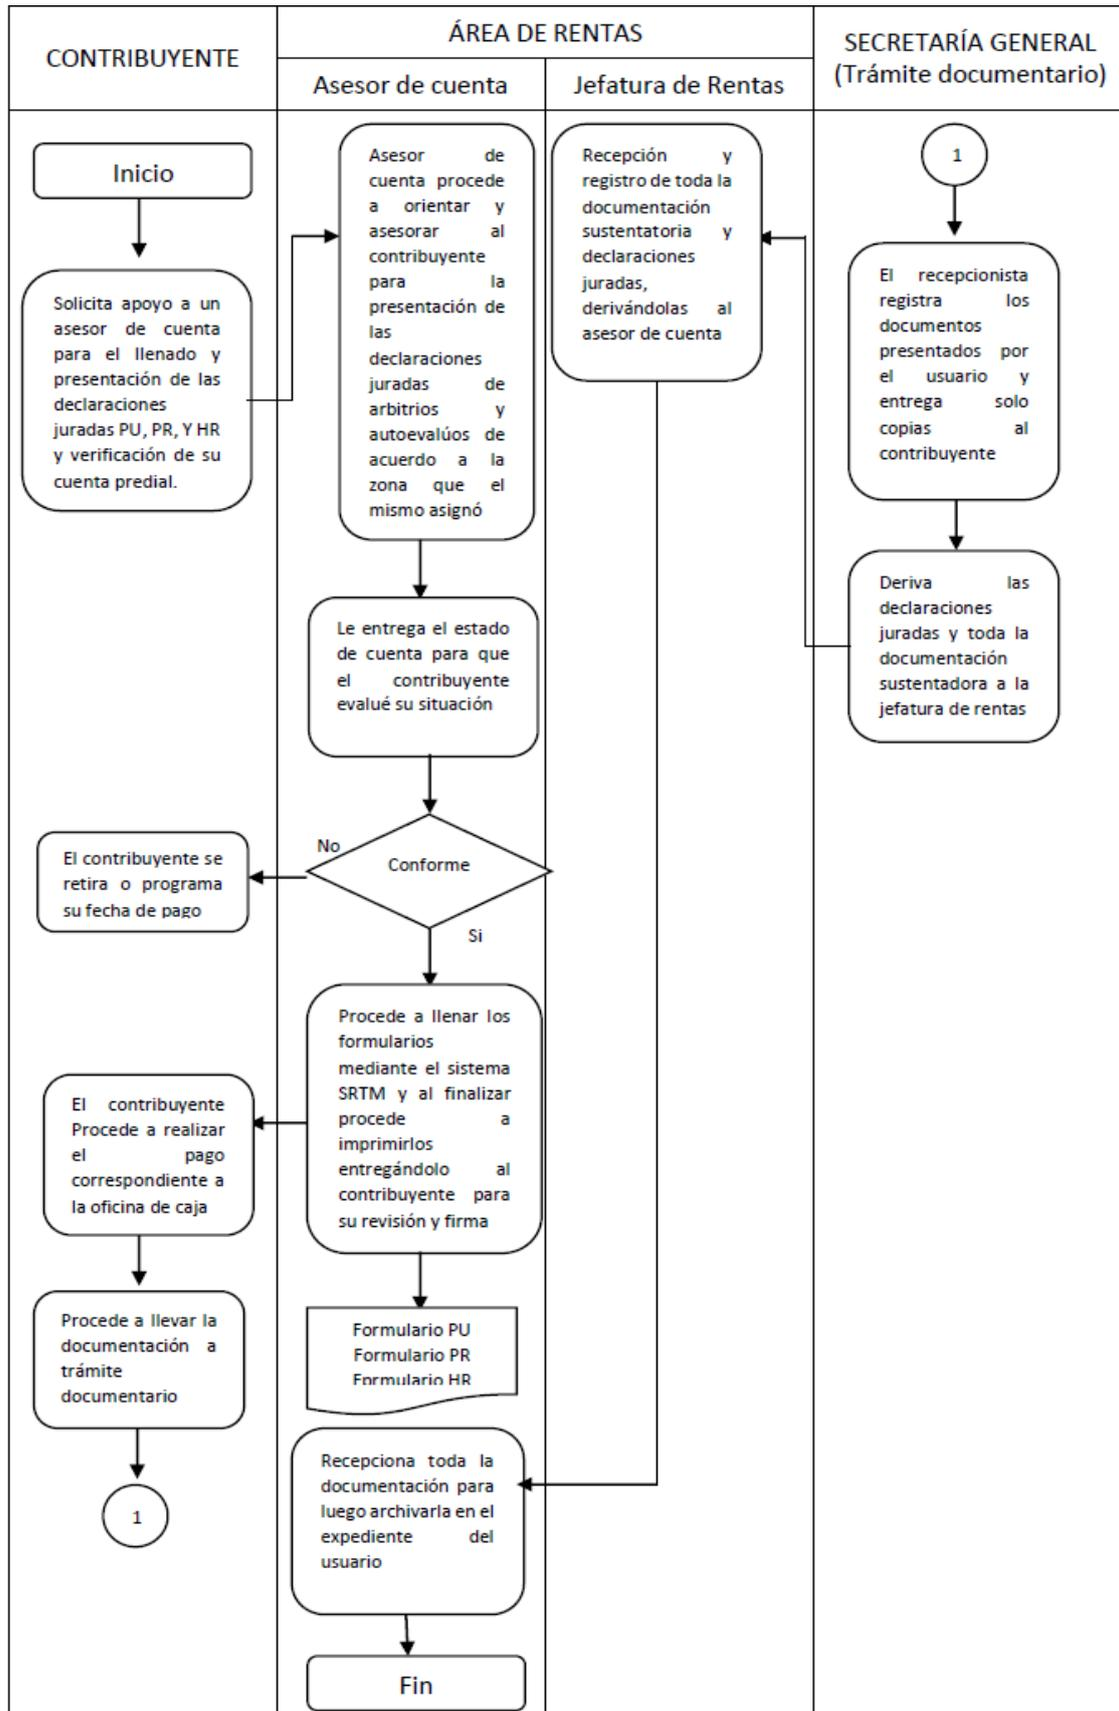 CONTRIBUYENTE
ÁREA DE RENTAS
SECRETARÍA GENERAL
(Trámite documentario)
Asesor de cuenta
Jefatura de Rentas
Inicio
Solicita apoyo a un
asesor de cuenta
para el llenado y
presentación de las
declaraciones
juradas PU, PR, Y HR
y verificación de su
cuenta predial.
Asesor de
cuenta procede
a orientar y
asesorar al
contribuyente
para la
presentación de
las
declaraciones
juradas de
arbitrios y
autoevalúos de
acuerdo a la
zona que el
mismo asignó
Le entrega el estado
de cuenta para que
el contribuyente
evalué su situación
Conforme
No
Si
El contribuyente se
retira o programa
su fecha de pago
Procede a llenar los
formularios
mediante el sistema
SRTM y al finalizar
procede a
imprimirlos
entregándolo al
contribuyente para
su revisión y firma
El contribuyente
Procede a realizar
el pago
correspondiente a
la oficina de caja
Procede a llevar la
documentación a
trámite
documentario
1
Formulario PU
Formulario PR
Formulario HR
1
El recepcionista
registra los
documentos
presentados por
el usuario y
entrega solo
copias al
contribuyente
Deriva las
declaraciones
juradas y toda la
documentación
sustentadora a la
jefatura de rentas
Recepción y
registro de toda la
documentación
sustentatoria y
declaraciones
juradas,
derivándolas al
asesor de cuenta
Recepciona toda la
documentación para
luego archivarla en el
expediente del
usuario
Fin